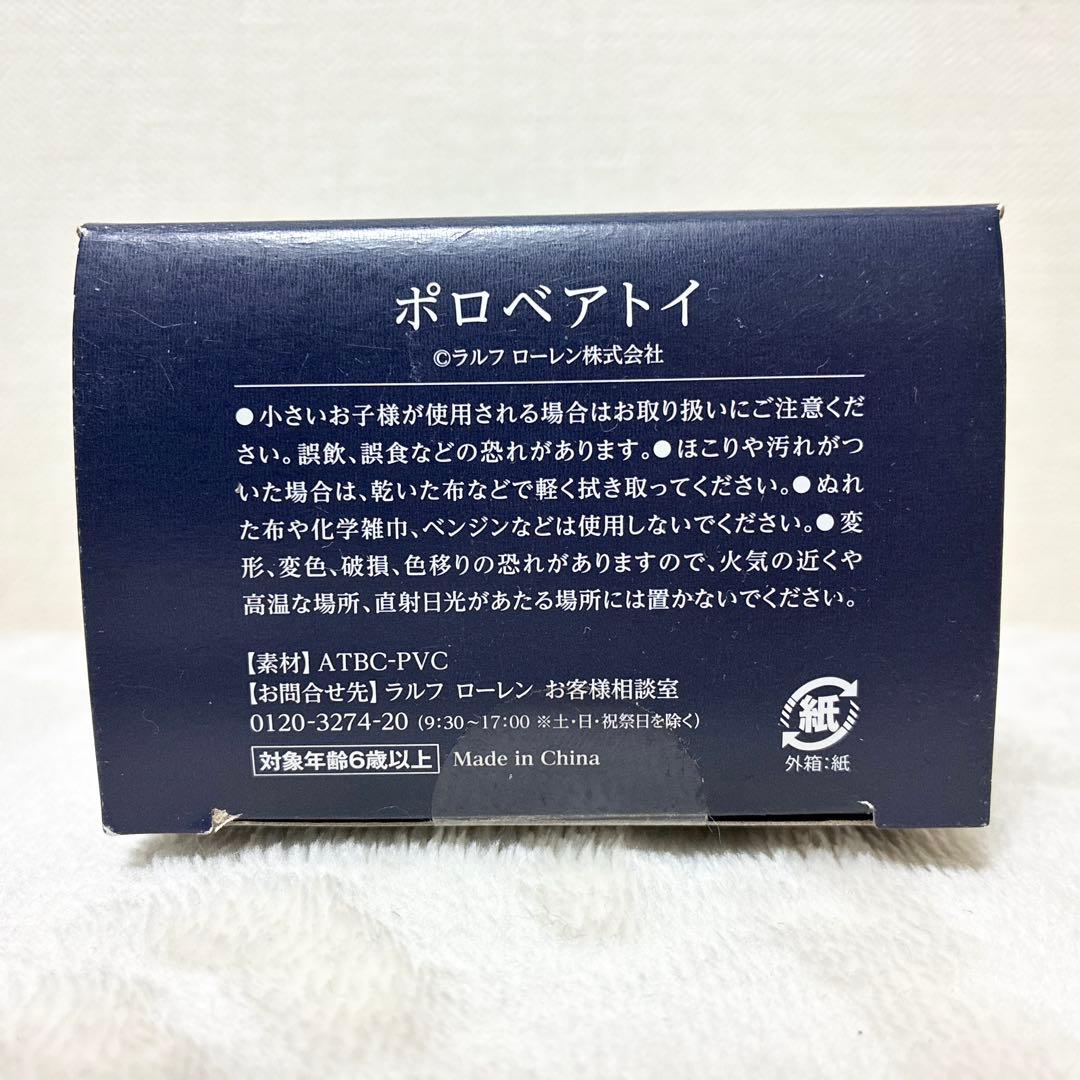 ポロベアトイ
©ラルフ ローレン株式会社
●小さいお子様が使用される場合はお取り扱いにご注意くだ
さい。誤飲、誤食などの恐れがあります。●ほこりや汚れがつ
いた場合は、乾いた布などで軽く拭き取ってください。●ぬれ
た布や化学雑巾、ベンジンなどは使用しないでください。●変
形、変色、破損、色移りの恐れがありますので、火気の近くや
高温な場所、直射日光があたる場所には置かないでください。
【素材】ATBC-PVC
【お問合せ先】ラルフ ローレン お客様相談室
0120-3274-20（9:30～17:00 ※土・日・祝祭日を除く）
対象年齢6歳以上 Made in China
紙
外箱：紙